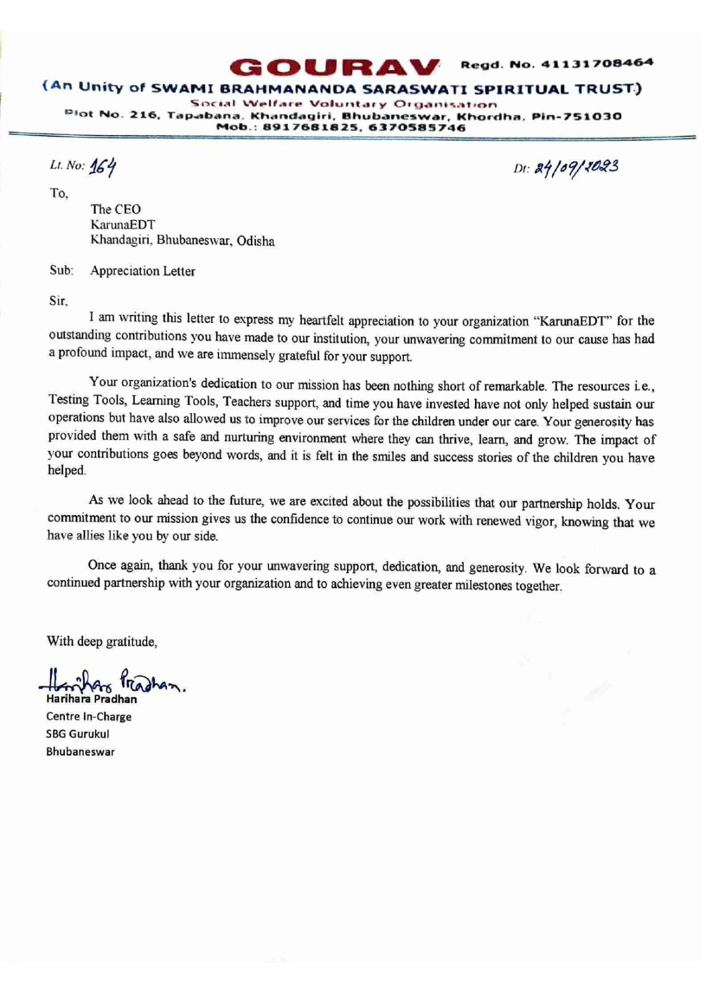 GOURAV Regd. No. 41131708464
(An Unity of SWAMI BRAHMANANDA SARASWATI SPIRITUAL TRUST)
Social Welfare Voluntary Organisation
Plot No. 216, Tapabana, Khandagiri, Bhubaneswar, Khordha, Pin-751030
Mob.: 8917681825, 6370585746
Lt. No: 164 Dt: 24/09/2023
To,
The CEO
KarunaEDT
Khandagiri, Bhubaneswar, Odisha
Sub: Appreciation Letter
Sir,
I am writing this letter to express my heartfelt appreciation to your organization “KarunaEDT” for the
outstanding contributions you have made to our institution, your unwavering commitment to our cause has had
a profound impact, and we are immensely grateful for your support.
Your organization's dedication to our mission has been nothing short of remarkable. The resources i.e.,
Testing Tools, Learning Tools, Teachers support, and time you have invested have not only helped sustain our
operations but have also allowed us to improve our services for the children under our care. Your generosity has
provided them with a safe and nurturing environment where they can thrive, learn, and grow. The impact of
your contributions goes beyond words, and it is felt in the smiles and success stories of the children you have
helped.
As we look ahead to the future, we are excited about the possibilities that our partnership holds. Your
commitment to our mission gives us the confidence to continue our work with renewed vigor, knowing that we
have allies like you by our side.
Once again, thank you for your unwavering support, dedication, and generosity. We look forward to a
continued partnership with your organization and to achieving even greater milestones together.
With deep gratitude,
Harihar Pradhan.
Harihara Pradhan
Centre In-Charge
SBG Gurukul
Bhubaneswar